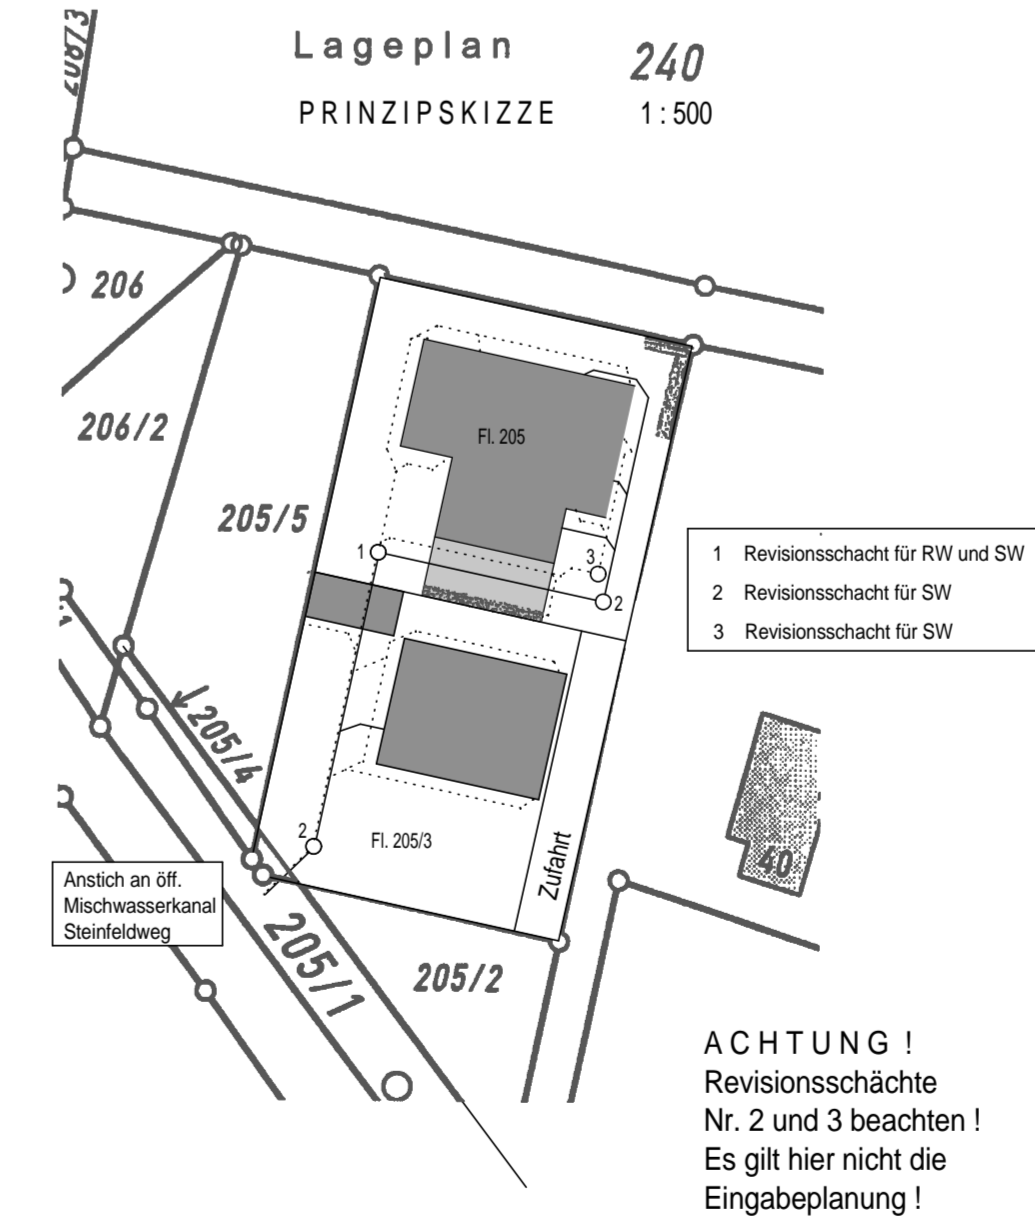 208/3
Lageplan
240
PRINZIPSKIZZE 1 : 500
206
206/2
Fl. 205
205/5
1
3
2
1 Revisionsschacht für RW und SW
2 Revisionsschacht für SW
3 Revisionsschacht für SW
205/4
2
Fl. 205/3
Zufahrt
40
Anstich an öff.
Mischwasserkanal
Steinfeldweg
205/1
205/2
ACHTUNG !
Revisionsschächte
Nr. 2 und 3 beachten !
Es gilt hier nicht die
Eingabeplanung !